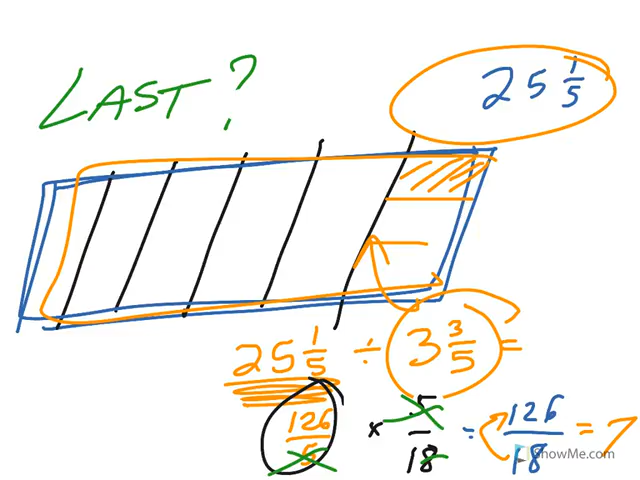 LAST?
25 1/5
25 1/5 ÷ 3 3/5 =
126/5 × 5/18 ÷ 126/18 = 7
ShowMe.com